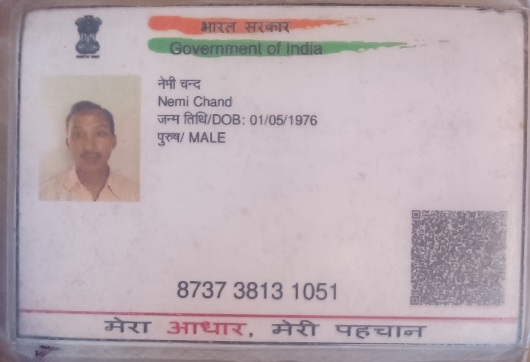 भारत सरकार
Government of India
नेमी चन्द
Nemi Chand
जन्म तिथि/DOB: 01/05/1976
पुरुष/ MALE
8737 3813 1051
मेरा आधार, मेरी पहचान